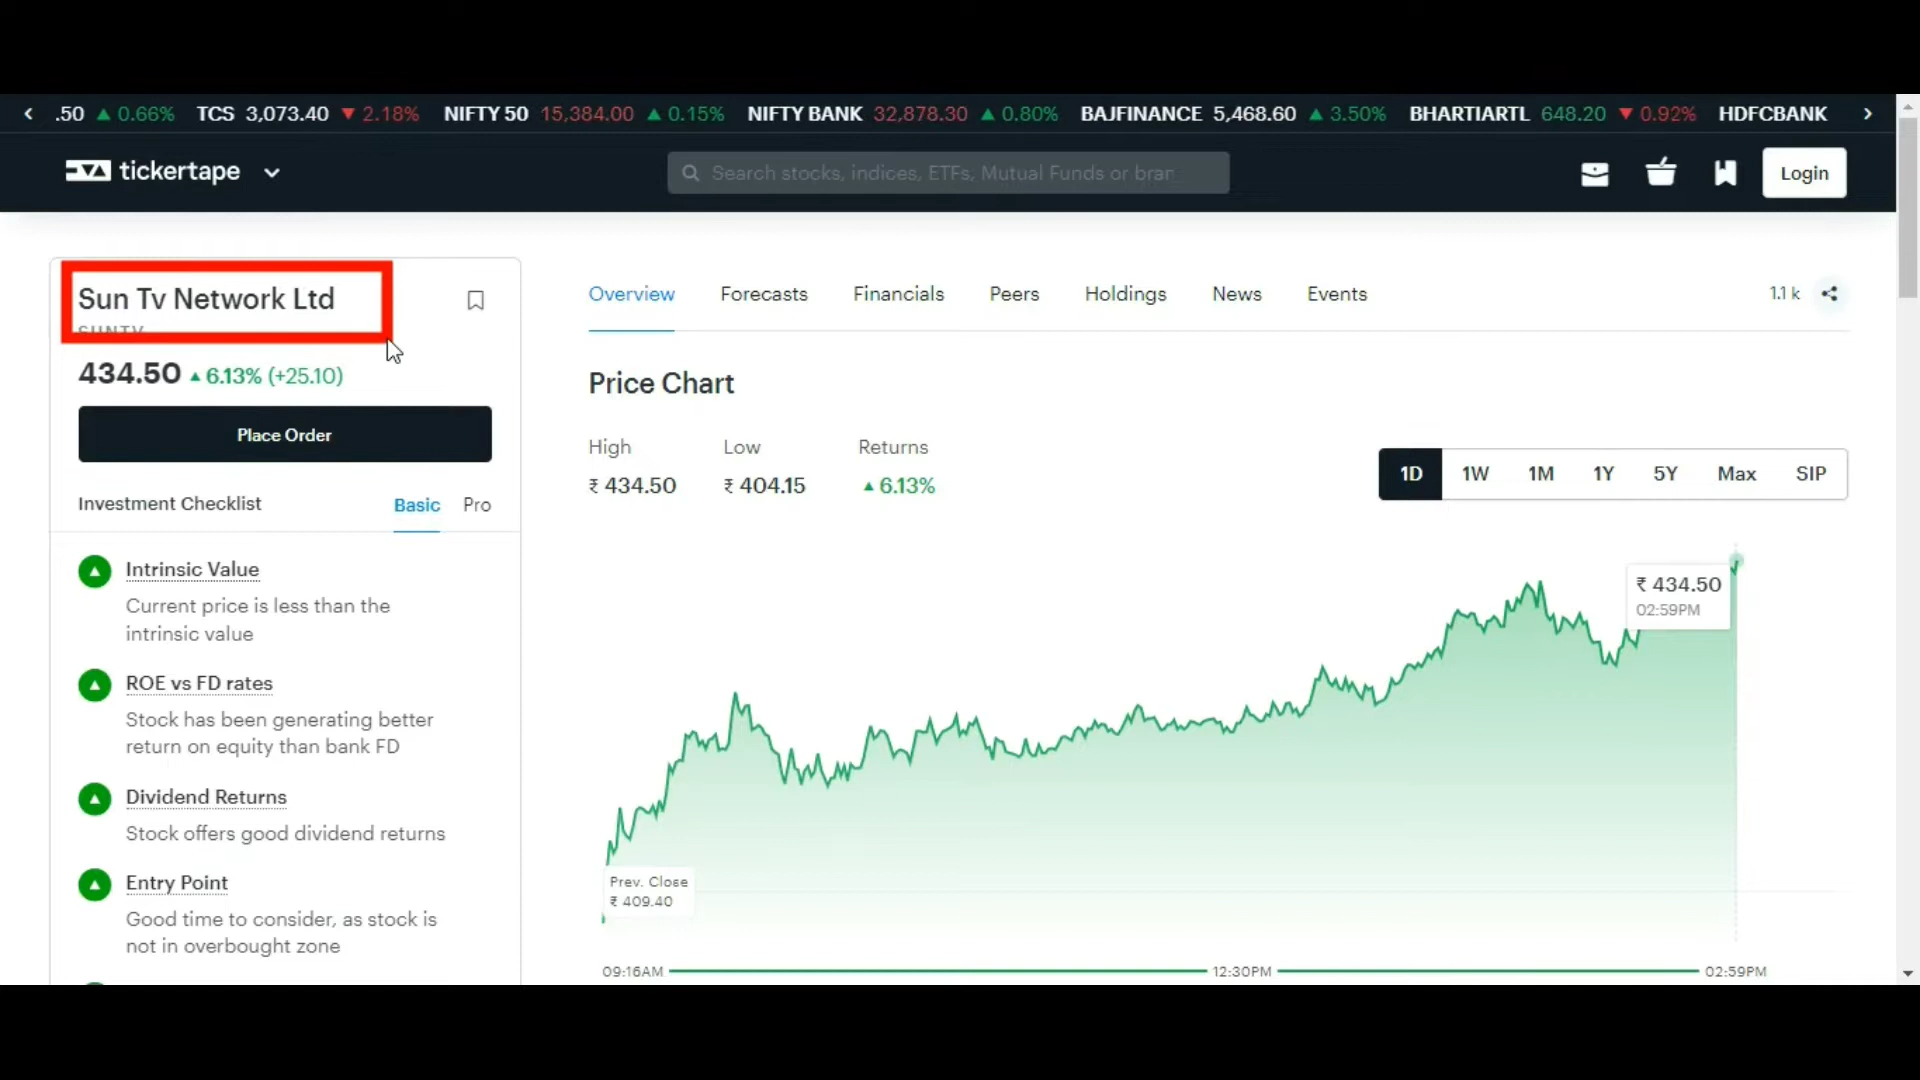 .50 ▲ 0.66% TCS 3,073.40 ▼ 2.18% NIFTY 50 15,384.00 ▲ 0.15% NIFTY BANK 32,878.30 ▲ 0.80% BAJFINANCE 5,468.60 ▲ 3.50% BHARTIARTL 648.20 ▼ 0.92% HDFCBANK
tickertape
Search stocks, indices, ETFs, Mutual Funds or bran
Login
Sun Tv Network Ltd
SUNTV
434.50 ▲ 6.13% (+25.10)
Place Order
Investment Checklist Basic Pro
Intrinsic Value
Current price is less than the
intrinsic value
ROE vs FD rates
Stock has been generating better
return on equity than bank FD
Dividend Returns
Stock offers good dividend returns
Entry Point
Good time to consider, as stock is
not in overbought zone
Overview Forecasts Financials Peers Holdings News Events
1.1 k
Price Chart
High Low Returns
₹ 434.50 ₹ 404.15 ▲ 6.13%
1D 1W 1M 1Y 5Y Max SIP
₹ 434.50
02:59PM
Prev. Close
₹ 409.40
09:16AM 12:30PM 02:59PM